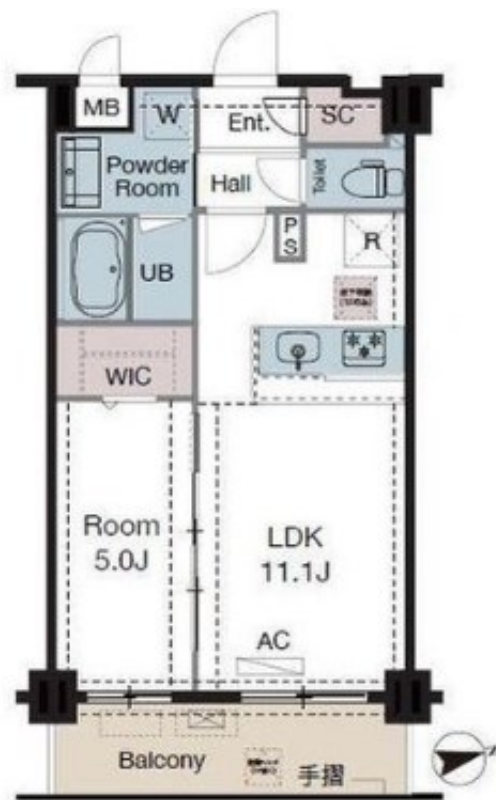 MB
W
Ent.
SC
Powder
Room
Hall
Toilet
PS
R
UB
WIC
Room
5.0J
LDK
11.1J
AC
Balcony
手摺